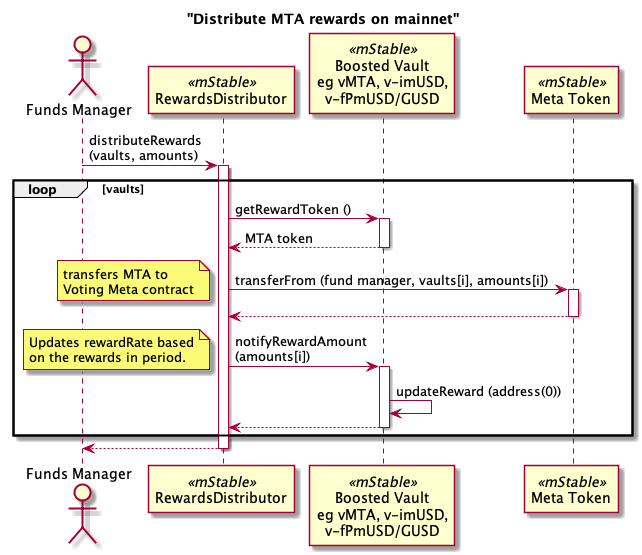 "Distribute MTA rewards on mainnet"
Funds Manager
«mStable»
RewardsDistributor
«mStable»
Boosted Vault
eg vMTA, v-imUSD,
v-fPmUSD/GUSD
«mStable»
Meta Token
distributeRewards
(vaults, amounts)
loop
[vaults]
getRewardToken ()
MTA token
transfers MTA to
Voting Meta contract
transferFrom (fund manager, vaults[i], amounts[i])
Updates rewardRate based
on the rewards in period.
notifyRewardAmount
(amounts[i])
updateReward (address(0))
Funds Manager
«mStable»
RewardsDistributor
«mStable»
Boosted Vault
eg vMTA, v-imUSD,
v-fPmUSD/GUSD
«mStable»
Meta Token